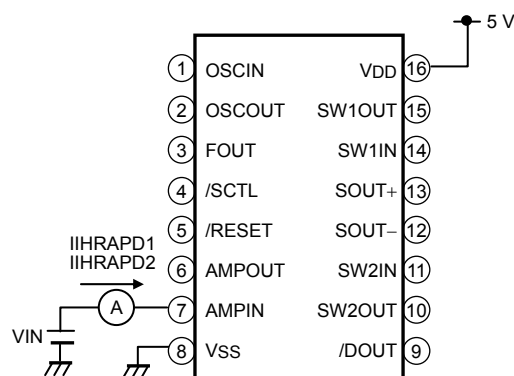 5 V
1 OSCIN VDD 16
2 OSCOUT SW1OUT 15
3 FOUT SW1IN 14
4 /SCTL SOUT+ 13
5 /RESET SOUT− 12
IIHRAPD1
IIHRAPD2
6 AMPOUT SW2IN 11
A 7 AMPIN SW2OUT 10
VIN
8 VSS /DOUT 9